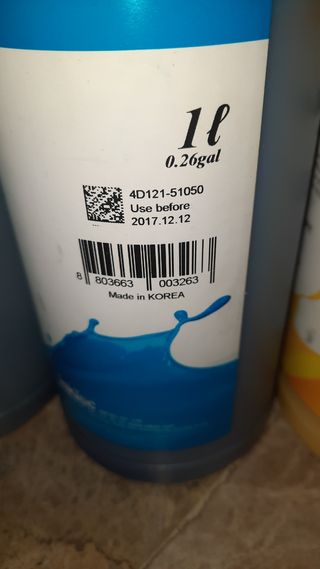 1ℓ
0.26gal
4D121-51050
Use before
2017.12.12
8 803663 003263
Made in KOREA